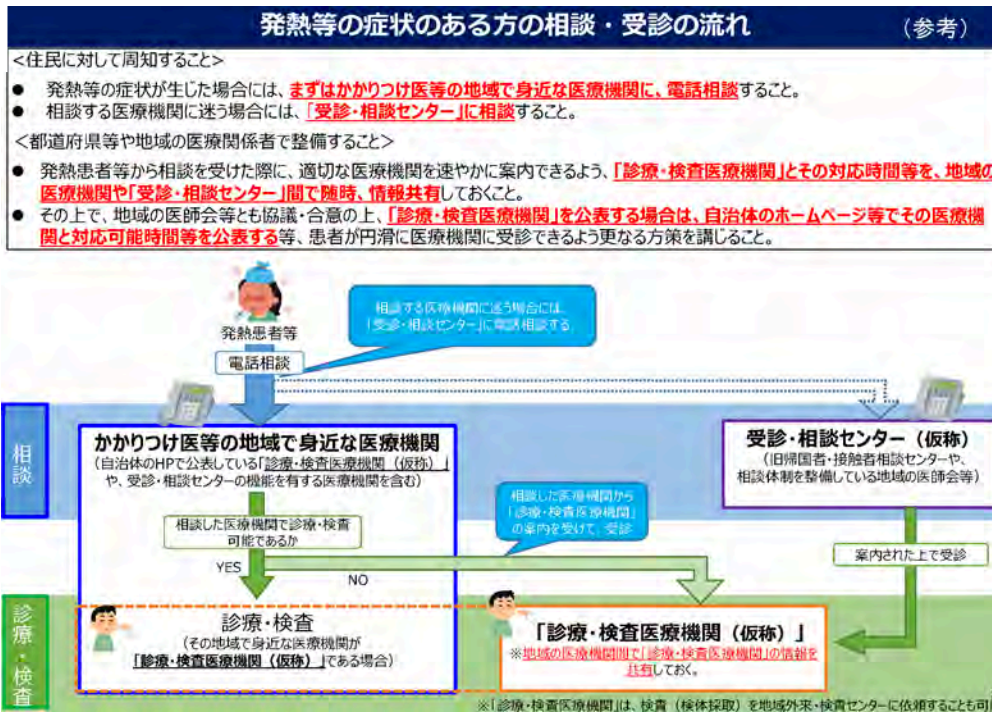 発熱等の症状のある方の相談・受診の流れ
（参考）
<住民に対して周知すること>
● 発熱等の症状が生じた場合には、まずはかかりつけ医等の地域で身近な医療機関に、電話相談すること。
● 相談する医療機関に迷う場合には、「受診・相談センター」に相談すること。
<都道府県等や地域の医療関係者で整備すること>
● 発熱患者等から相談を受けた際に、適切な医療機関を速やかに案内できるよう、「診療・検査医療機関」とその対応時間等を、地域の
医療機関や「受診・相談センター」間で随時、情報共有しておくこと。
● その上で、地域の医師会等とも協議・合意の上、「診療・検査医療機関」を公表する場合は、自治体のホームページ等でその医療機
関と対応可能時間等を公表する等、患者が円滑に医療機関に受診できるよう更なる方策を講じること。
発熱患者等
相談する医療機関に迷う場合には、
「受診・相談センター」に電話相談する
電話相談
相談
かかりつけ医等の地域で身近な医療機関
（自治体のHPで公表している「診療・検査医療機関（仮称）」
や、受診・相談センターの機能を有する医療機関を含む）
受診・相談センター（仮称）
（旧帰国者・接触者相談センターや、
相談体制を整備している地域の医師会等）
相談した医療機関で診療・検査
可能であるか
相談した医療機関から
「診療・検査医療機関」
の案内を受けて、受診
案内された上で受診
YES
NO
診療・検査
診療・検査
（その地域で身近な医療機関が
「診療・検査医療機関（仮称）」である場合）
「診療・検査医療機関（仮称）」
※地域の医療機関間で「診療・検査医療機関」の情報を
共有しておく。
※「診療・検査医療機関」は、検査（検体採取）を地域外来・検査センターに依頼することも可